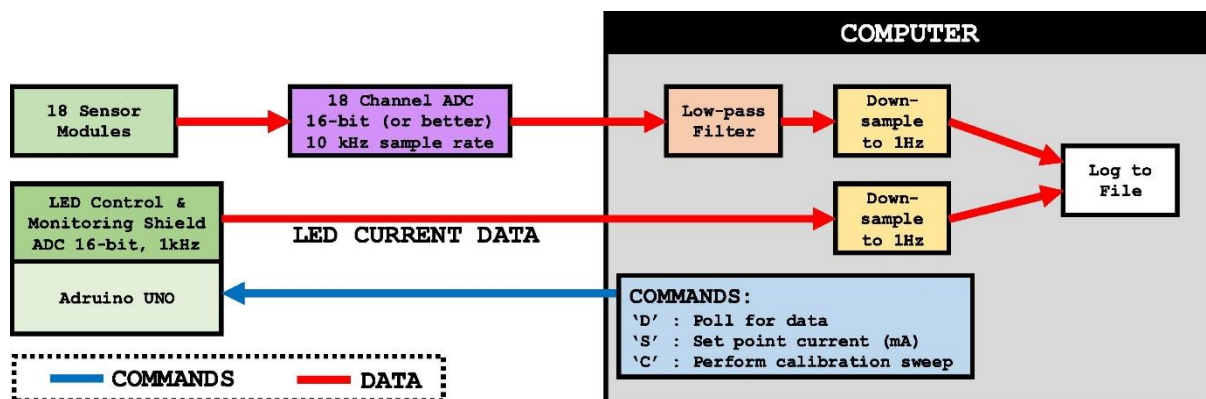 COMPUTER
18 Sensor
Modules
18 Channel ADC
16-bit (or better)
10 kHz sample rate
Low-pass
Filter
Down-
sample
to 1Hz
Log to
File
LED Control &
Monitoring Shield
ADC 16-bit, 1kHz
LED CURRENT DATA
Down-
sample
to 1Hz
Adruino UNO
COMMANDS:
‘D’ : Poll for data
‘S’ : Set point current (mA)
‘C’ : Perform calibration sweep
COMMANDS
DATA